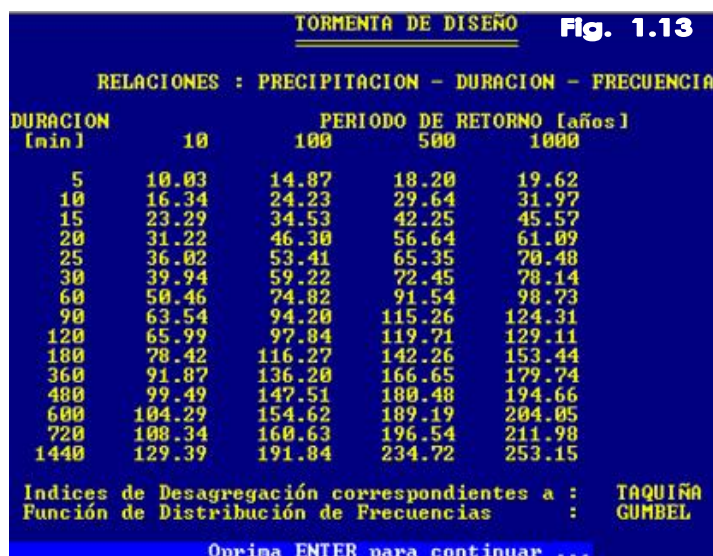 TORMENTA DE DISEÑO
Fig. 1.13
RELACIONES : PRECIPITACION - DURACION - FRECUENCIA
DURACION PERIODO DE RETORNO [años]
[min] 10 100 500 1000
5 10.03 14.87 18.20 19.62
10 16.34 24.23 29.64 31.97
15 23.29 34.53 42.25 45.57
20 31.22 46.30 56.64 61.09
25 36.02 53.41 65.35 70.48
30 39.94 59.22 72.45 78.14
60 50.46 74.82 91.54 98.73
90 63.54 94.20 115.26 124.31
120 65.99 97.84 119.71 129.11
180 78.42 116.27 142.26 153.44
360 91.87 136.20 166.65 179.74
480 99.49 147.51 180.48 194.66
600 104.29 154.62 189.19 204.05
720 108.34 160.63 196.54 211.98
1440 129.39 191.84 234.72 253.15
Indices de Desagregación correspondientes a : TAQUIÑA
Función de Distribución de Frecuencias : GUMBEL
Oprima ENTER para continuar ...